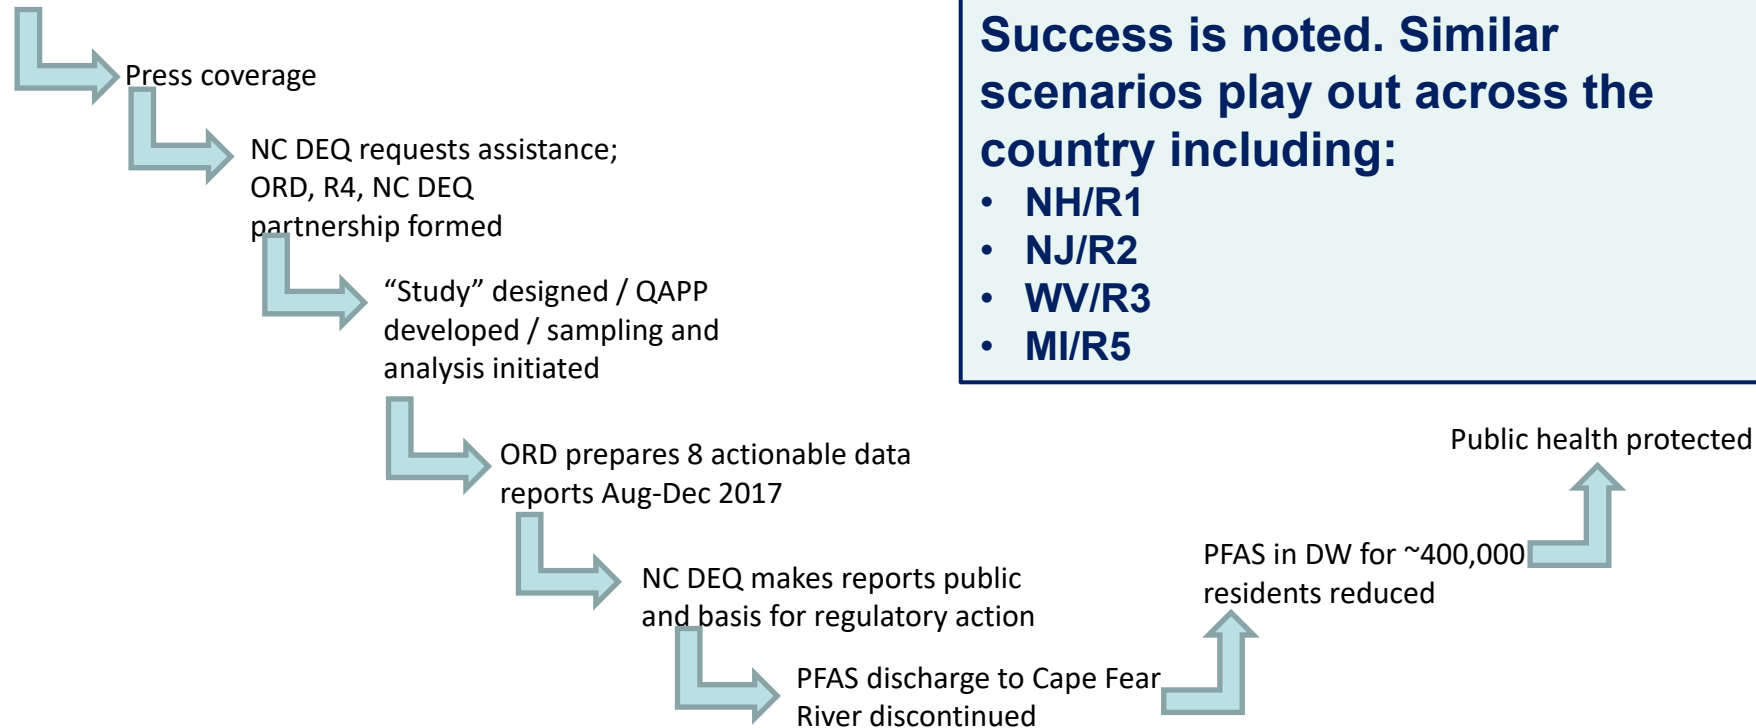 Press coverage
NC DEQ requests assistance;
ORD, R4, NC DEQ
partnership formed
“Study” designed / QAPP
developed / sampling and
analysis initiated
ORD prepares 8 actionable data
reports Aug-Dec 2017
NC DEQ makes reports public
and basis for regulatory action
PFAS discharge to Cape Fear
River discontinued
PFAS in DW for ~400,000
residents reduced
Public health protected
Success is noted. Similar
scenarios play out across the
country including:
• NH/R1
• NJ/R2
• WV/R3
• MI/R5